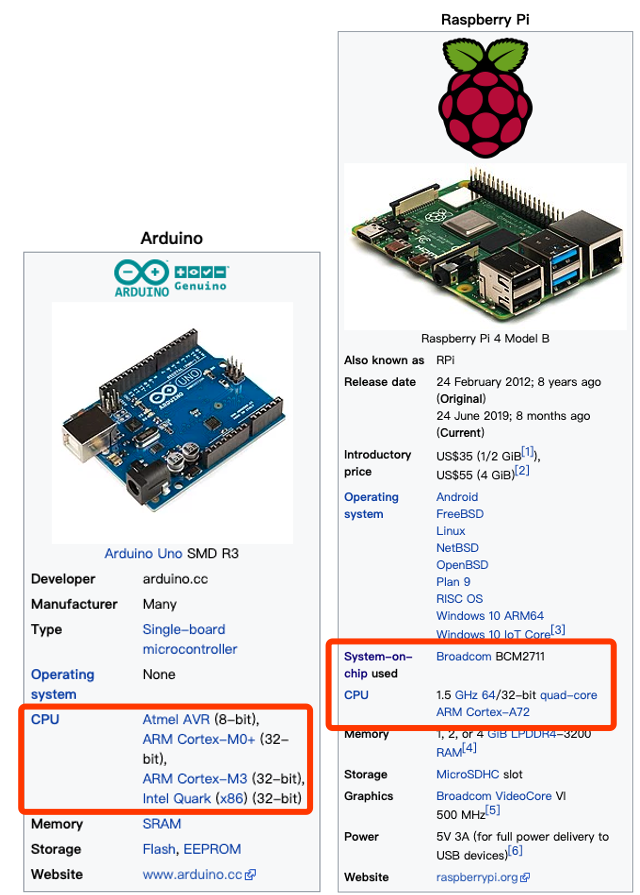 Arduino
ARDUINO Genuino
ARDUINO
UNO
Arduino Uno SMD R3
Developer arduino.cc
Manufacturer Many
Type Single-board
microcontroller
Operating None
system
CPU Atmel AVR (8-bit),
ARM Cortex-M0+ (32-
bit),
ARM Cortex-M3 (32-bit),
Intel Quark (x86) (32-bit)
Memory SRAM
Storage Flash, EEPROM
Website www.arduino.cc
Raspberry Pi
Raspberry Pi 4 Model B
Also known as RPi
Release date 24 February 2012; 8 years ago
(Original)
24 June 2019; 8 months ago
(Current)
Introductory US$35 (1/2 GiB[1]),
price US$55 (4 GiB)[2]
Operating Android
system FreeBSD
Linux
NetBSD
OpenBSD
Plan 9
RISC OS
Windows 10 ARM64
Windows 10 IoT Core[3]
System-on- Broadcom BCM2711
chip used
CPU 1.5 GHz 64/32-bit quad-core
ARM Cortex-A72
Memory 1, 2, or 4 GiB LPDDR4-3200
RAM[4]
Storage MicroSDHC slot
Graphics Broadcom VideoCore VI
500 MHz[5]
Power 5V 3A (for full power delivery to
USB devices)[6]
Website raspberrypi.org